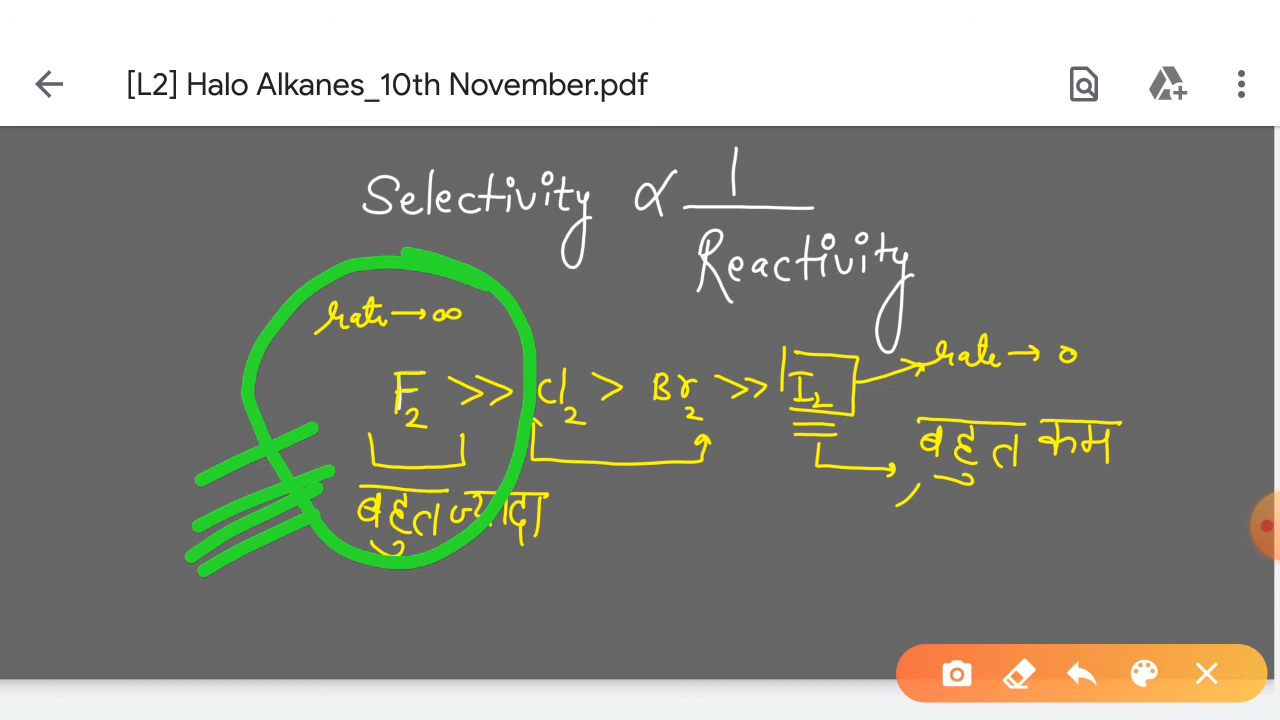 [L2] Halo Alkanes_10th November.pdf
Selectivity ∝ 1
Reactivity
rate → ∞
rate → 0
F2 >> Cl2 > Br2 >> I2
बहुत कम
बहुत ज्यादा